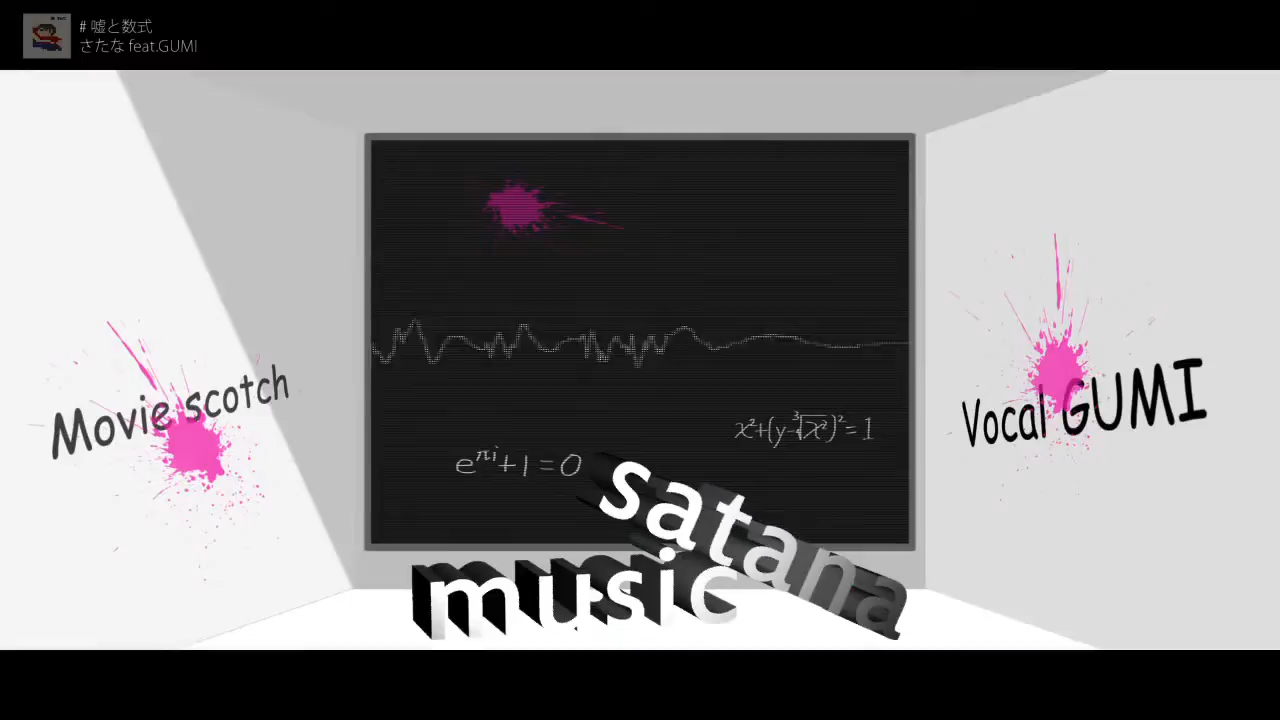 # 嘘と数式
さたな feat.GUMI
Movie scotch
Vocal GUMI
x²+(y-∛x²)²=1
e^πi+1=0
satana
music